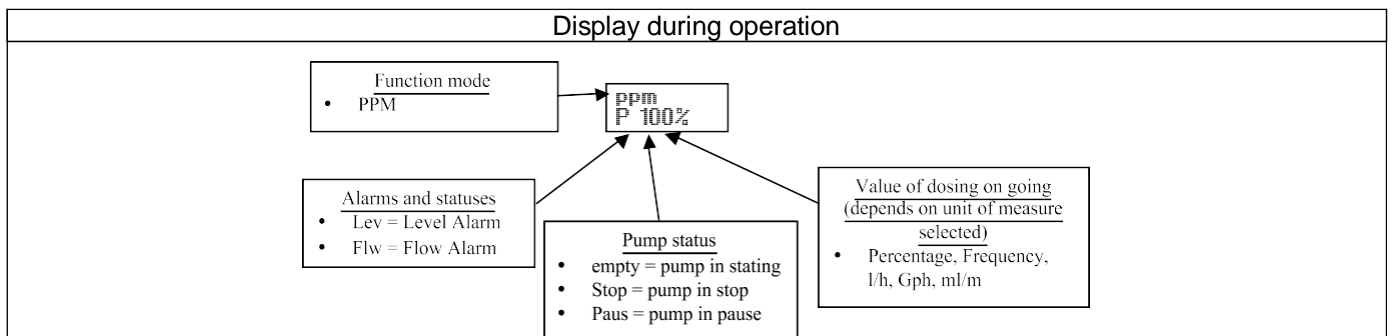 Display during operation
Function mode
• PPM
ppm
P 100%
Alarms and statuses
• Lev = Level Alarm
• Flw = Flow Alarm
Pump status
• empty = pump in stating
• Stop = pump in stop
• Paus = pump in pause
Value of dosing on going
(depends on unit of measure
selected)
• Percentage, Frequency,
l/h, Gph, ml/m